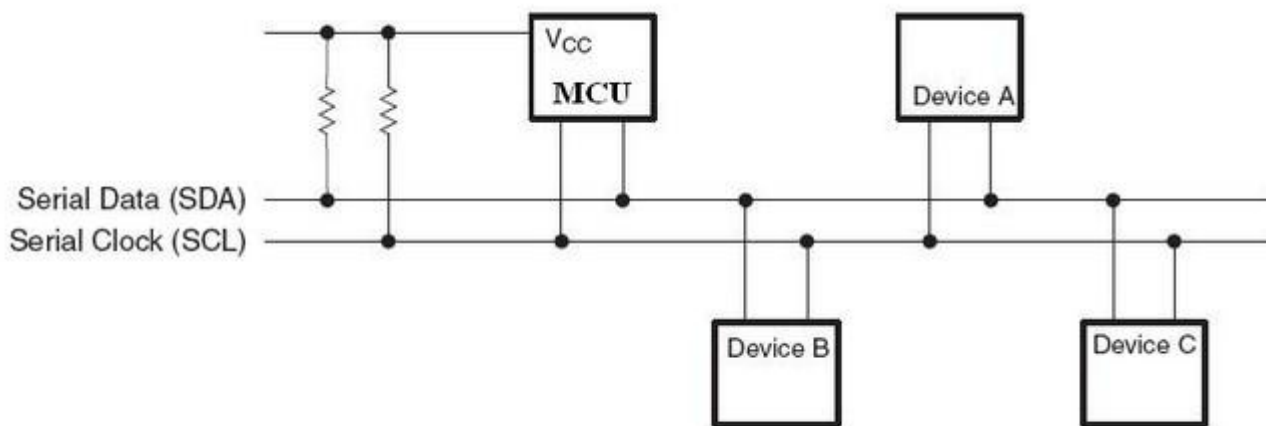 VCC
MCU
Device A
Serial Data (SDA)
Serial Clock (SCL)
Device B
Device C